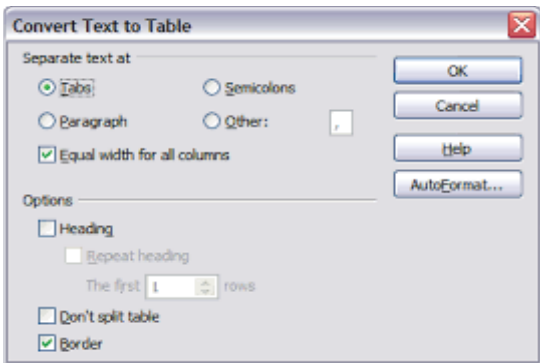 Convert Text to Table
Separate text at
Tabs
Semicolons
Paragraph
Other: ,
Equal width for all columns
OK
Cancel
Help
AutoFormat...
Options
Heading
Repeat heading
The first 1 rows
Don't split table
Border